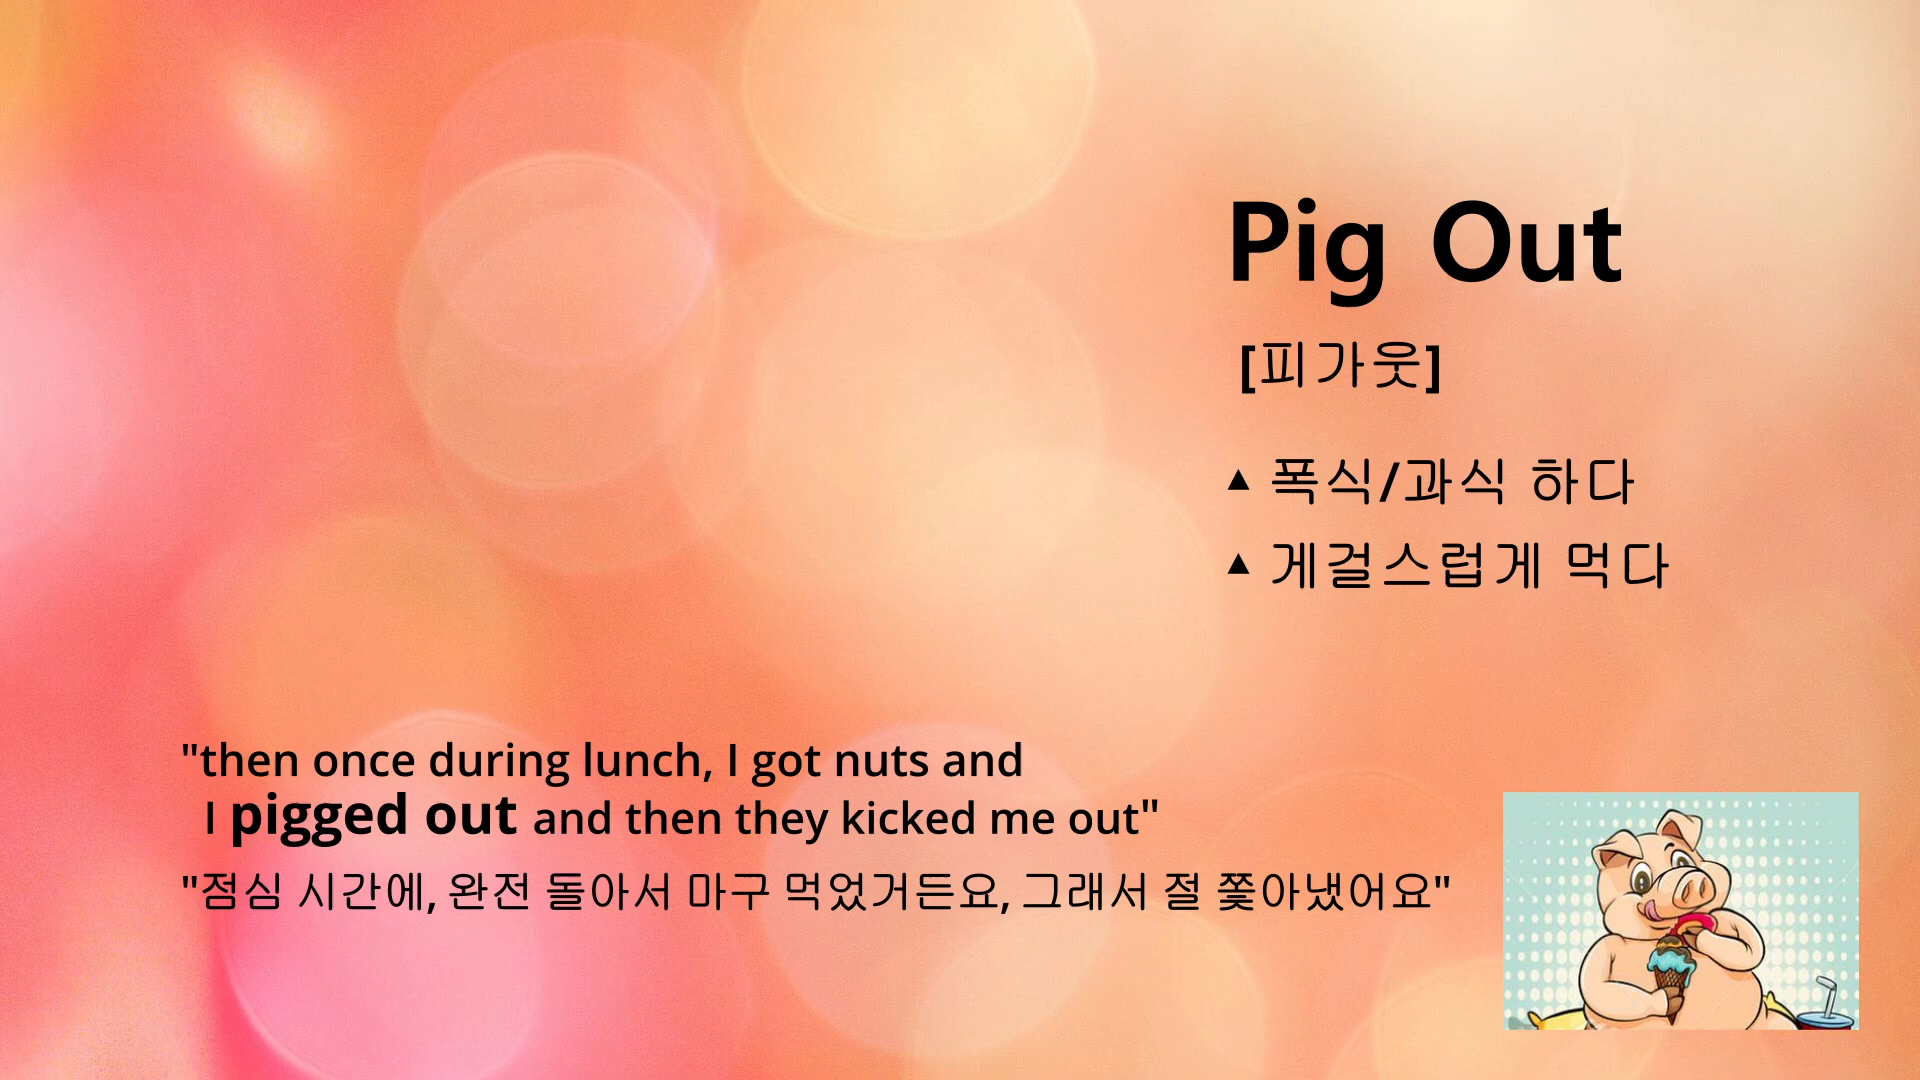 Pig Out
[피가웃]
▲ 폭식/과식 하다
▲ 게걸스럽게 먹다
"then once during lunch, I got nuts and
I pigged out and then they kicked me out"
"점심 시간에, 완전 돌아서 마구 먹었거든요, 그래서 절 쫓아냈어요"